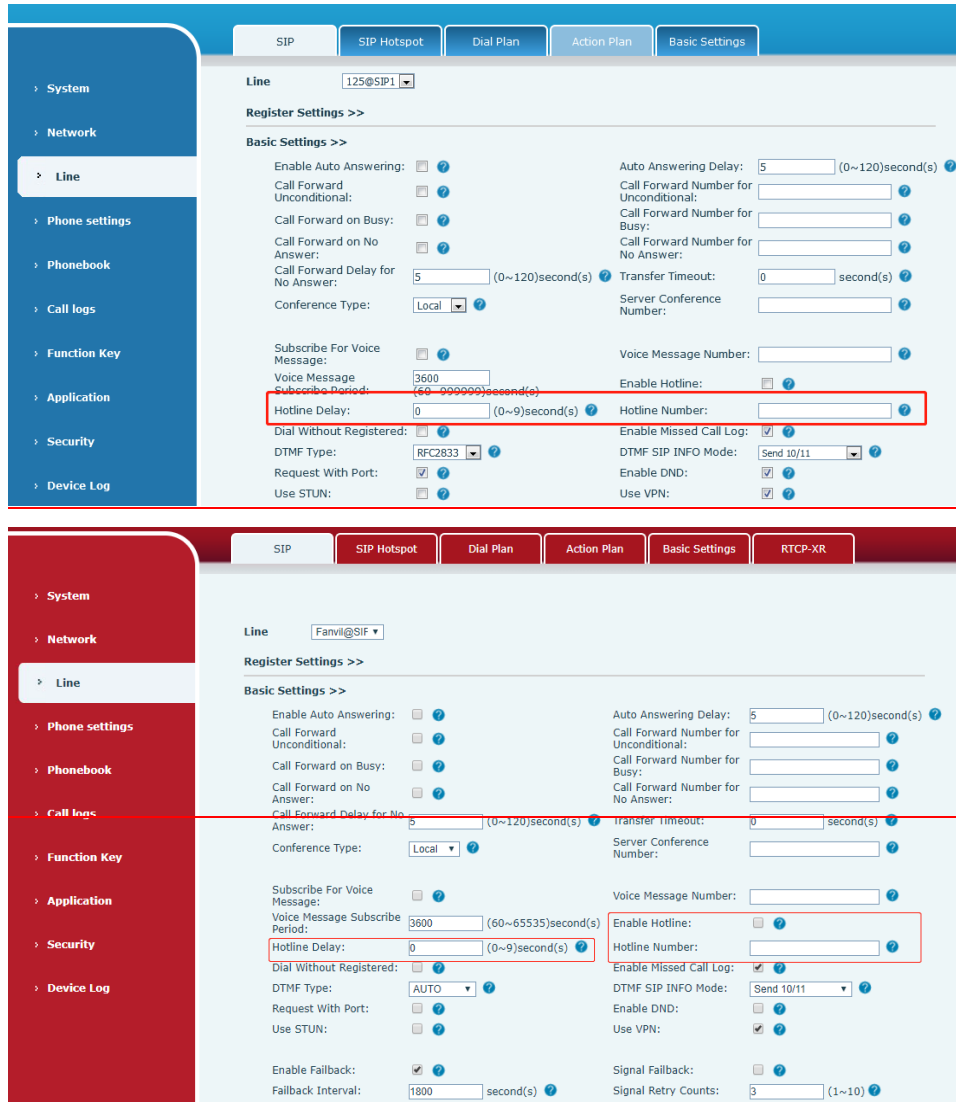 SIP SIP Hotspot Dial Plan Action Plan Basic Settings
› System
› Network
› Line
› Phone settings
› Phonebook
› Call logs
› Function Key
› Application
› Security
› Device Log
Line 125@SIP1
Register Settings >>
Basic Settings >>
Enable Auto Answering: ? Auto Answering Delay: 5 (0~120)second(s) ?
Call Forward Unconditional: ? Call Forward Number for Unconditional: ?
Call Forward on Busy: ? Call Forward Number for Busy: ?
Call Forward on No Answer: ? Call Forward Number for No Answer: ?
Call Forward Delay for No Answer: 5 (0~120)second(s) ? Transfer Timeout: 0 second(s) ?
Conference Type: Local ? Server Conference Number: ?
Subscribe For Voice Message: ? Voice Message Number: ?
Voice Message Subscribe Period: 3600 (60~999999)second(s) Enable Hotline: ?
Hotline Delay: 0 (0~9)second(s) ? Hotline Number: ?
Dial Without Registered: ? Enable Missed Call Log: ?
DTMF Type: RFC2833 ? DTMF SIP INFO Mode: Send 10/11 ?
Request With Port: ? Enable DND: ?
Use STUN: ? Use VPN: ?
SIP SIP Hotspot Dial Plan Action Plan Basic Settings RTCP-XR
› System
› Network
› Line
› Phone settings
› Phonebook
› Call logs
› Function Key
› Application
› Security
› Device Log
Line Fanvil@SIF
Register Settings >>
Basic Settings >>
Enable Auto Answering: ? Auto Answering Delay: 5 (0~120)second(s) ?
Call Forward Unconditional: ? Call Forward Number for Unconditional: ?
Call Forward on Busy: ? Call Forward Number for Busy: ?
Call Forward on No Answer: ? Call Forward Number for No Answer: ?
Call Forward Delay for No Answer: 5 (0~120)second(s) ? Transfer Timeout: 0 second(s) ?
Conference Type: Local ? Server Conference Number: ?
Subscribe For Voice Message: ? Voice Message Number: ?
Voice Message Subscribe Period: 3600 (60~65535)second(s) Enable Hotline: ?
Hotline Delay: 0 (0~9)second(s) ? Hotline Number: ?
Dial Without Registered: ? Enable Missed Call Log: ?
DTMF Type: AUTO ? DTMF SIP INFO Mode: Send 10/11 ?
Request With Port: ? Enable DND: ?
Use STUN: ? Use VPN: ?
Enable Failback: ? Signal Failback: ?
Failback Interval: 1800 second(s) ? Signal Retry Counts: 3 (1~10) ?